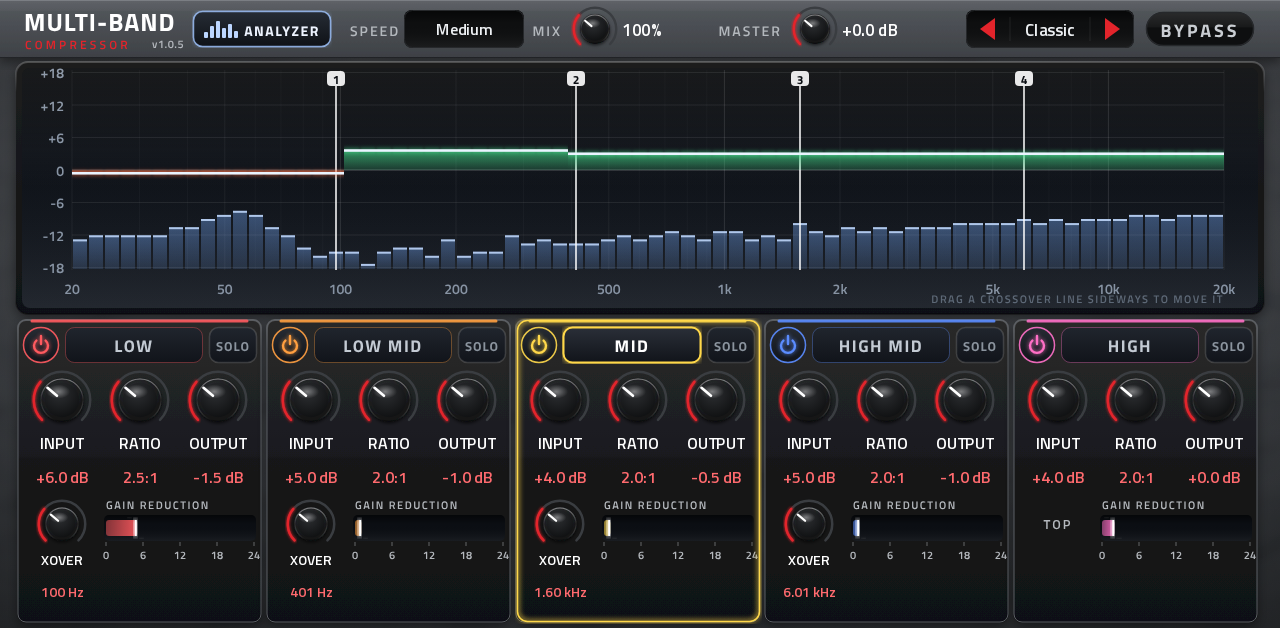 MULTI-BAND
COMPRESSOR v1.0.5
ANALYZER
SPEED Medium
MIX 100%
MASTER +0.0 dB
Classic
BYPASS
+18
+12
+6
0
-6
-12
-18
1 2 3 4
20 50 100 200 500 1k 2k 5k 10k 20k
DRAG A CROSSOVER LINE SIDEWAYS TO MOVE IT
LOW SOLO
INPUT RATIO OUTPUT
+6.0 dB 2.5:1 -1.5 dB
GAIN REDUCTION
0 6 12 18 24
XOVER
100 Hz
LOW MID SOLO
INPUT RATIO OUTPUT
+5.0 dB 2.0:1 -1.0 dB
GAIN REDUCTION
0 6 12 18 24
XOVER
401 Hz
MID SOLO
INPUT RATIO OUTPUT
+4.0 dB 2.0:1 -0.5 dB
GAIN REDUCTION
0 6 12 18 24
XOVER
1.60 kHz
HIGH MID SOLO
INPUT RATIO OUTPUT
+5.0 dB 2.0:1 -1.0 dB
GAIN REDUCTION
0 6 12 18 24
XOVER
6.01 kHz
HIGH SOLO
INPUT RATIO OUTPUT
+4.0 dB 2.0:1 +0.0 dB
GAIN REDUCTION
TOP
0 6 12 18 24